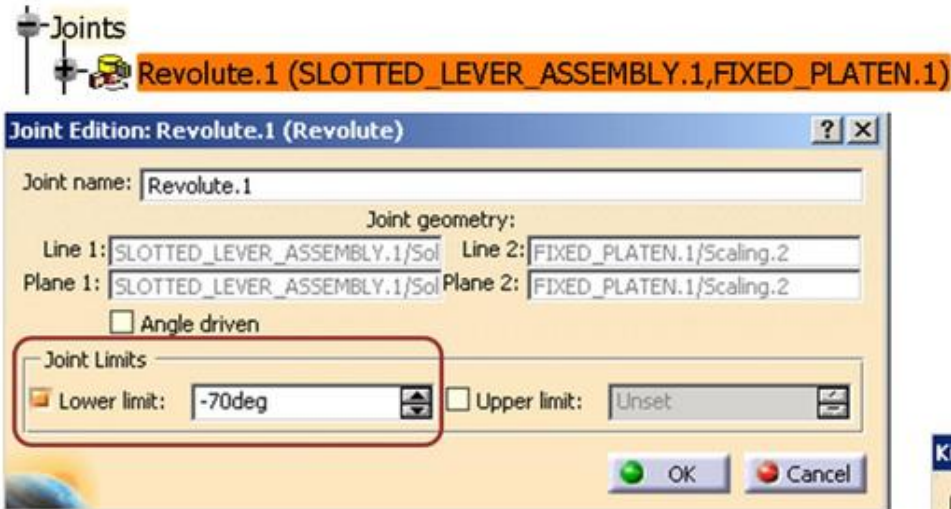 Joints
Revolute.1 (SLOTTED_LEVER_ASSEMBLY.1,FIXED_PLATEN.1)
Joint Edition: Revolute.1 (Revolute) ? X
Joint name: Revolute.1
Joint geometry:
Line 1: SLOTTED_LEVER_ASSEMBLY.1/Sol Line 2: FIXED_PLATEN.1/Scaling.2
Plane 1: SLOTTED_LEVER_ASSEMBLY.1/Sol Plane 2: FIXED_PLATEN.1/Scaling.2
Angle driven
Joint Limits
Lower limit: -70deg Upper limit: Unset
OK Cancel